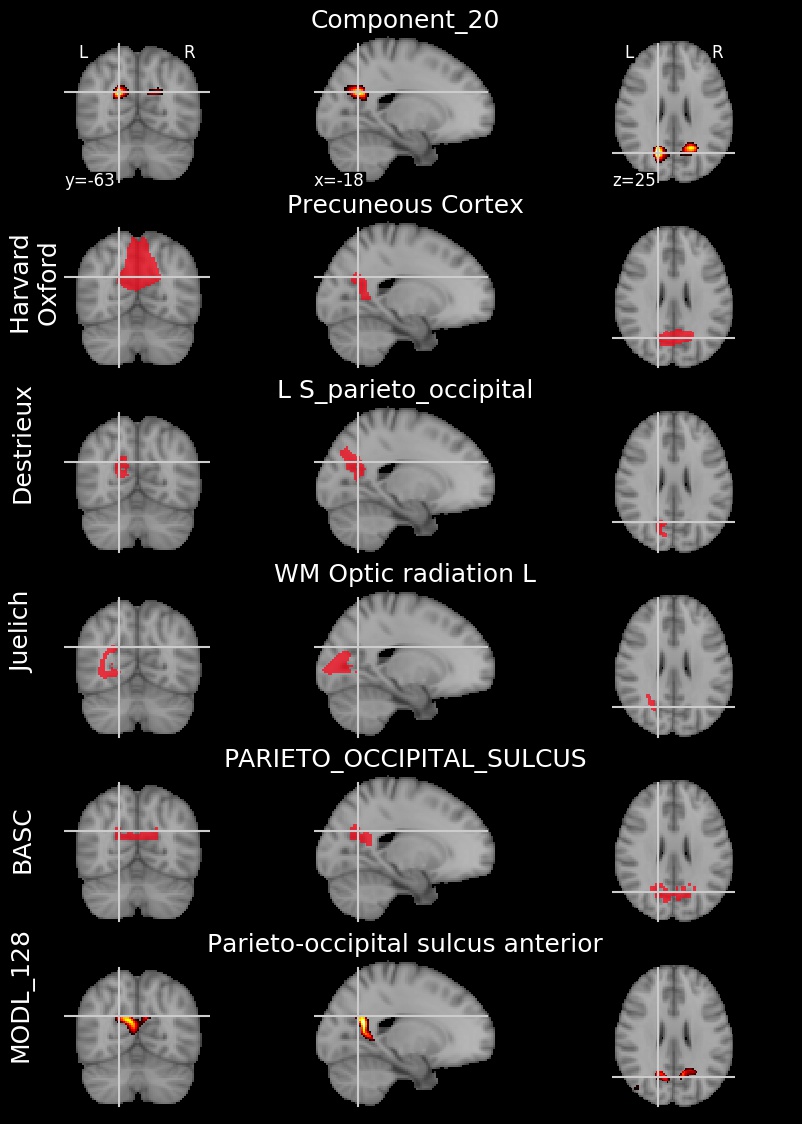 Component_20
L R L R
y=-63 x=-18 z=25
Precuneous Cortex
Harvard
Oxford
L S_parieto_occipital
Destrieux
WM Optic radiation L
Juelich
PARIETO_OCCIPITAL_SULCUS
BASC
Parieto-occipital sulcus anterior
MODL_128